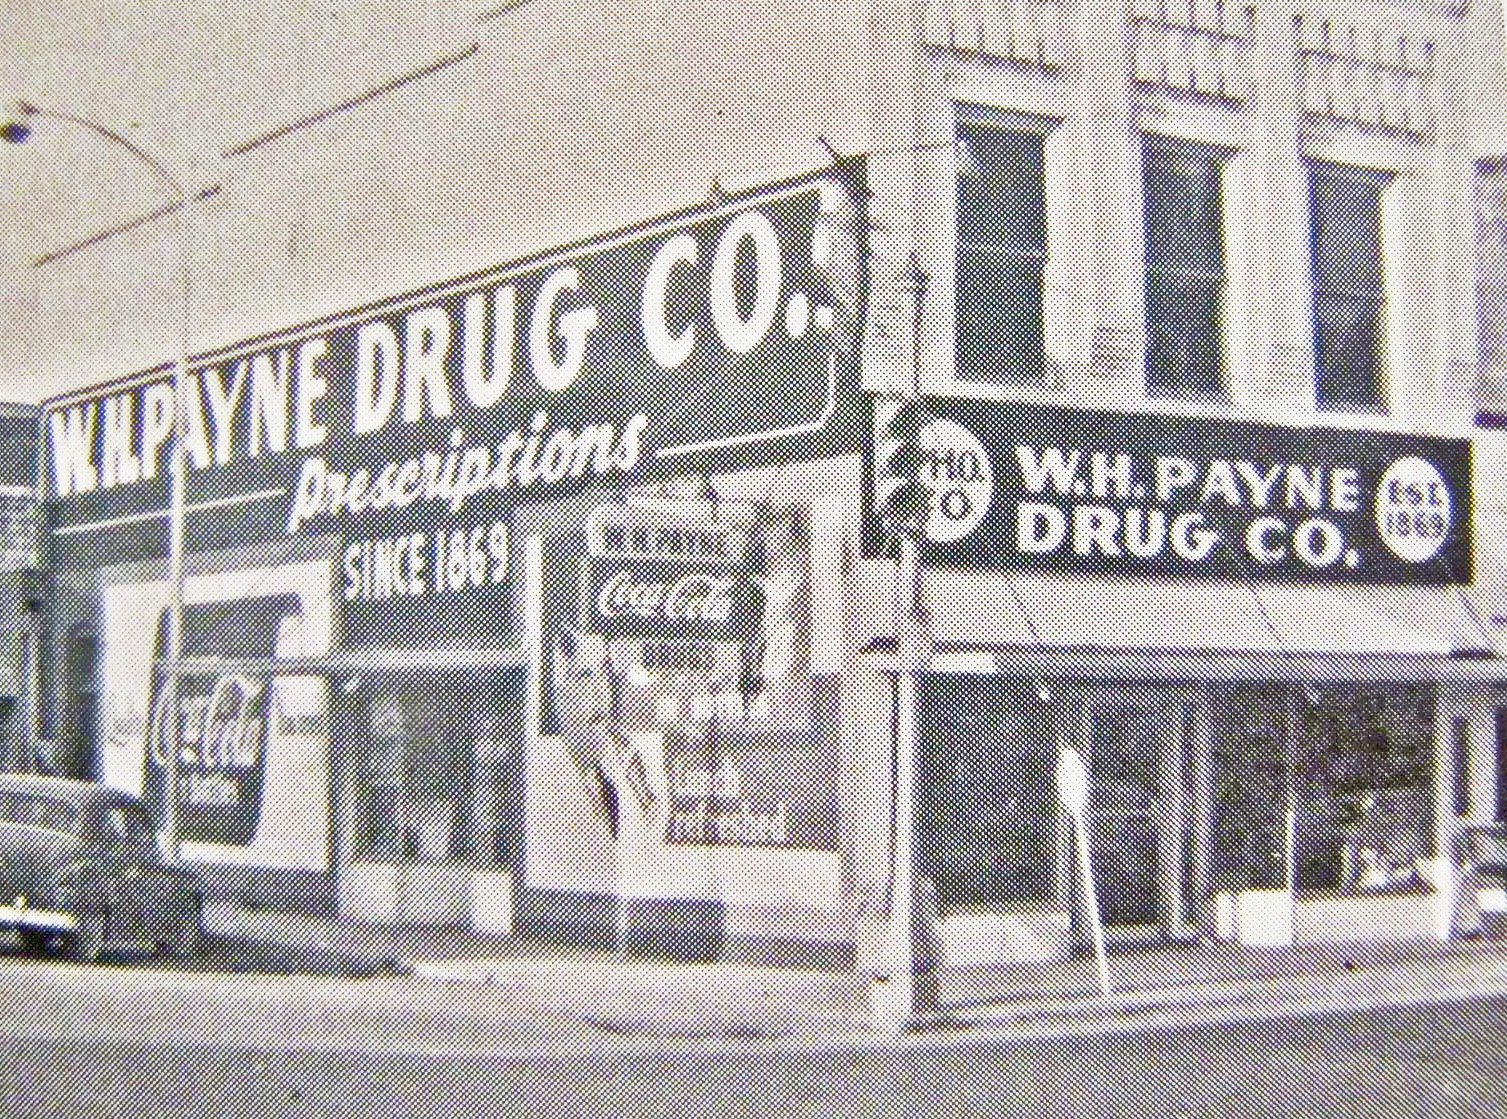 W.H.PAYNE DRUG CO.
Prescriptions
SINCE 1869
Coca-Cola
Coca-Cola
W.H.PAYNE
DRUG CO.
EST.
1869